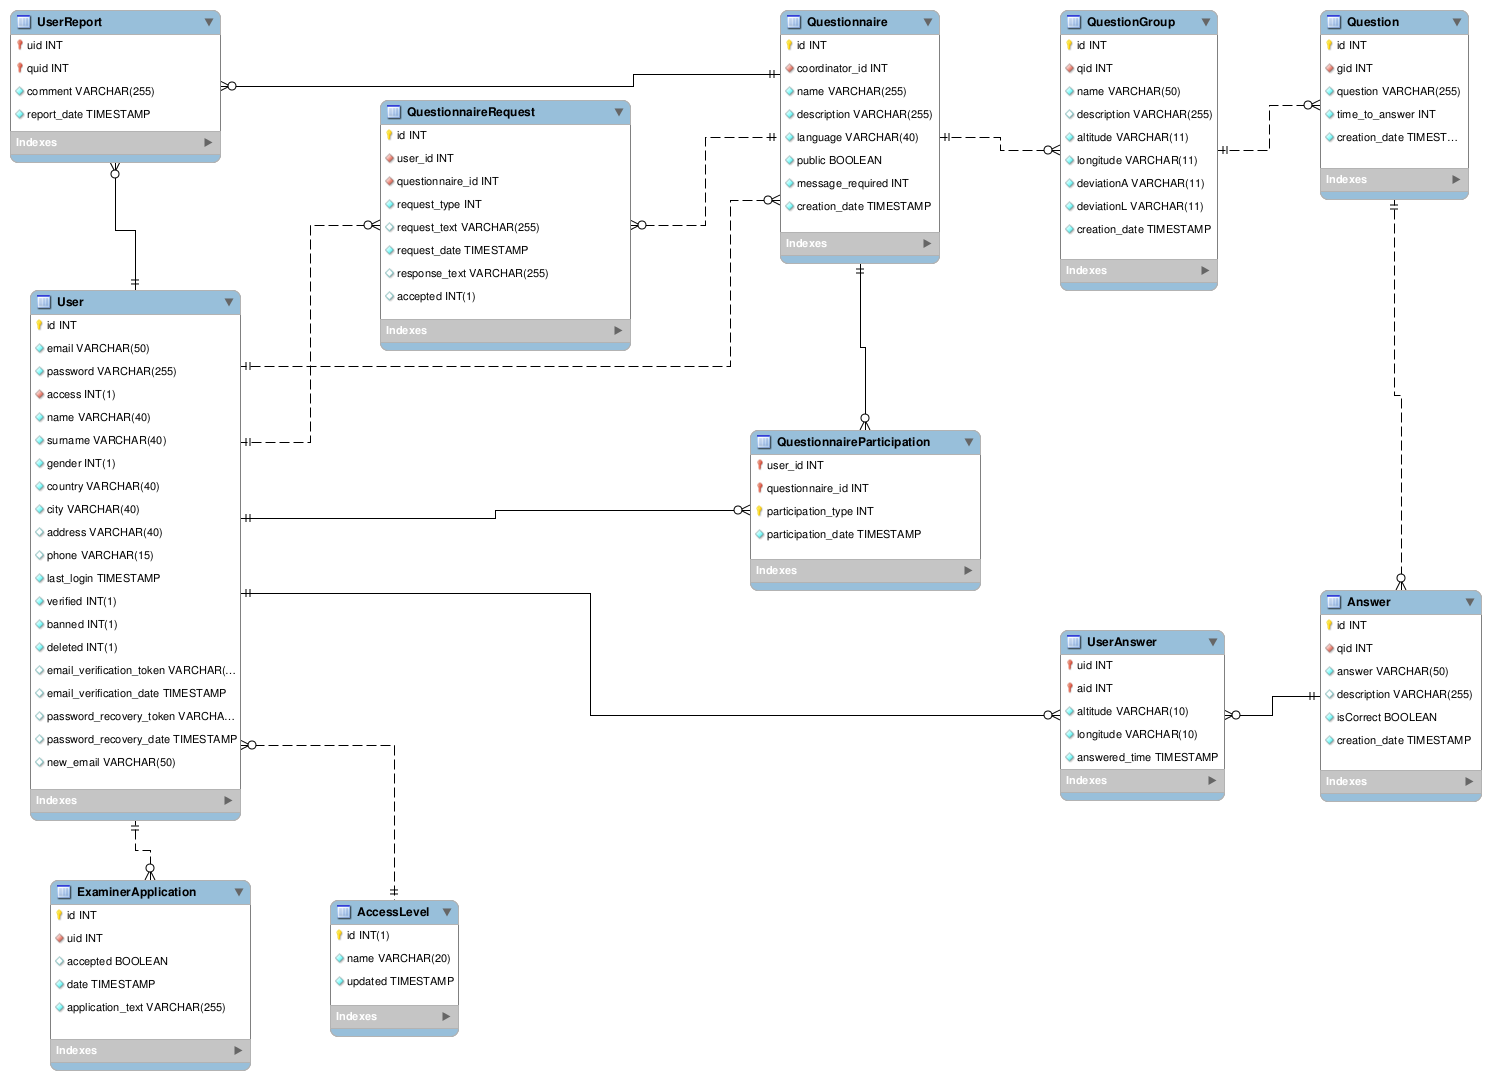 UserReport
uid INT
quid INT
comment VARCHAR(255)
report_date TIMESTAMP
Indexes
QuestionnaireRequest
id INT
user_id INT
questionnaire_id INT
request_type INT
request_text VARCHAR(255)
request_date TIMESTAMP
response_text VARCHAR(255)
accepted INT(1)
Indexes
Questionnaire
id INT
coordinator_id INT
name VARCHAR(255)
description VARCHAR(255)
language VARCHAR(40)
public BOOLEAN
message_required INT
creation_date TIMESTAMP
Indexes
QuestionGroup
id INT
qid INT
name VARCHAR(50)
description VARCHAR(255)
altitude VARCHAR(11)
longitude VARCHAR(11)
deviationA VARCHAR(11)
deviationL VARCHAR(11)
creation_date TIMESTAMP
Indexes
Question
id INT
gid INT
question VARCHAR(255)
time_to_answer INT
creation_date TIMEST...
Indexes
User
id INT
email VARCHAR(50)
password VARCHAR(255)
access INT(1)
name VARCHAR(40)
surname VARCHAR(40)
gender INT(1)
country VARCHAR(40)
city VARCHAR(40)
address VARCHAR(40)
phone VARCHAR(15)
last_login TIMESTAMP
verified INT(1)
banned INT(1)
deleted INT(1)
email_verification_token VARCHAR(...
email_verification_date TIMESTAMP
password_recovery_token VARCHA...
password_recovery_date TIMESTAMP
new_email VARCHAR(50)
Indexes
QuestionnaireParticipation
user_id INT
questionnaire_id INT
participation_type INT
participation_date TIMESTAMP
Indexes
UserAnswer
uid INT
aid INT
altitude VARCHAR(10)
longitude VARCHAR(10)
answered_time TIMESTAMP
Indexes
Answer
id INT
qid INT
answer VARCHAR(50)
description VARCHAR(255)
isCorrect BOOLEAN
creation_date TIMESTAMP
Indexes
ExaminerApplication
id INT
uid INT
accepted BOOLEAN
date TIMESTAMP
application_text VARCHAR(255)
Indexes
AccessLevel
id INT(1)
name VARCHAR(20)
updated TIMESTAMP
Indexes